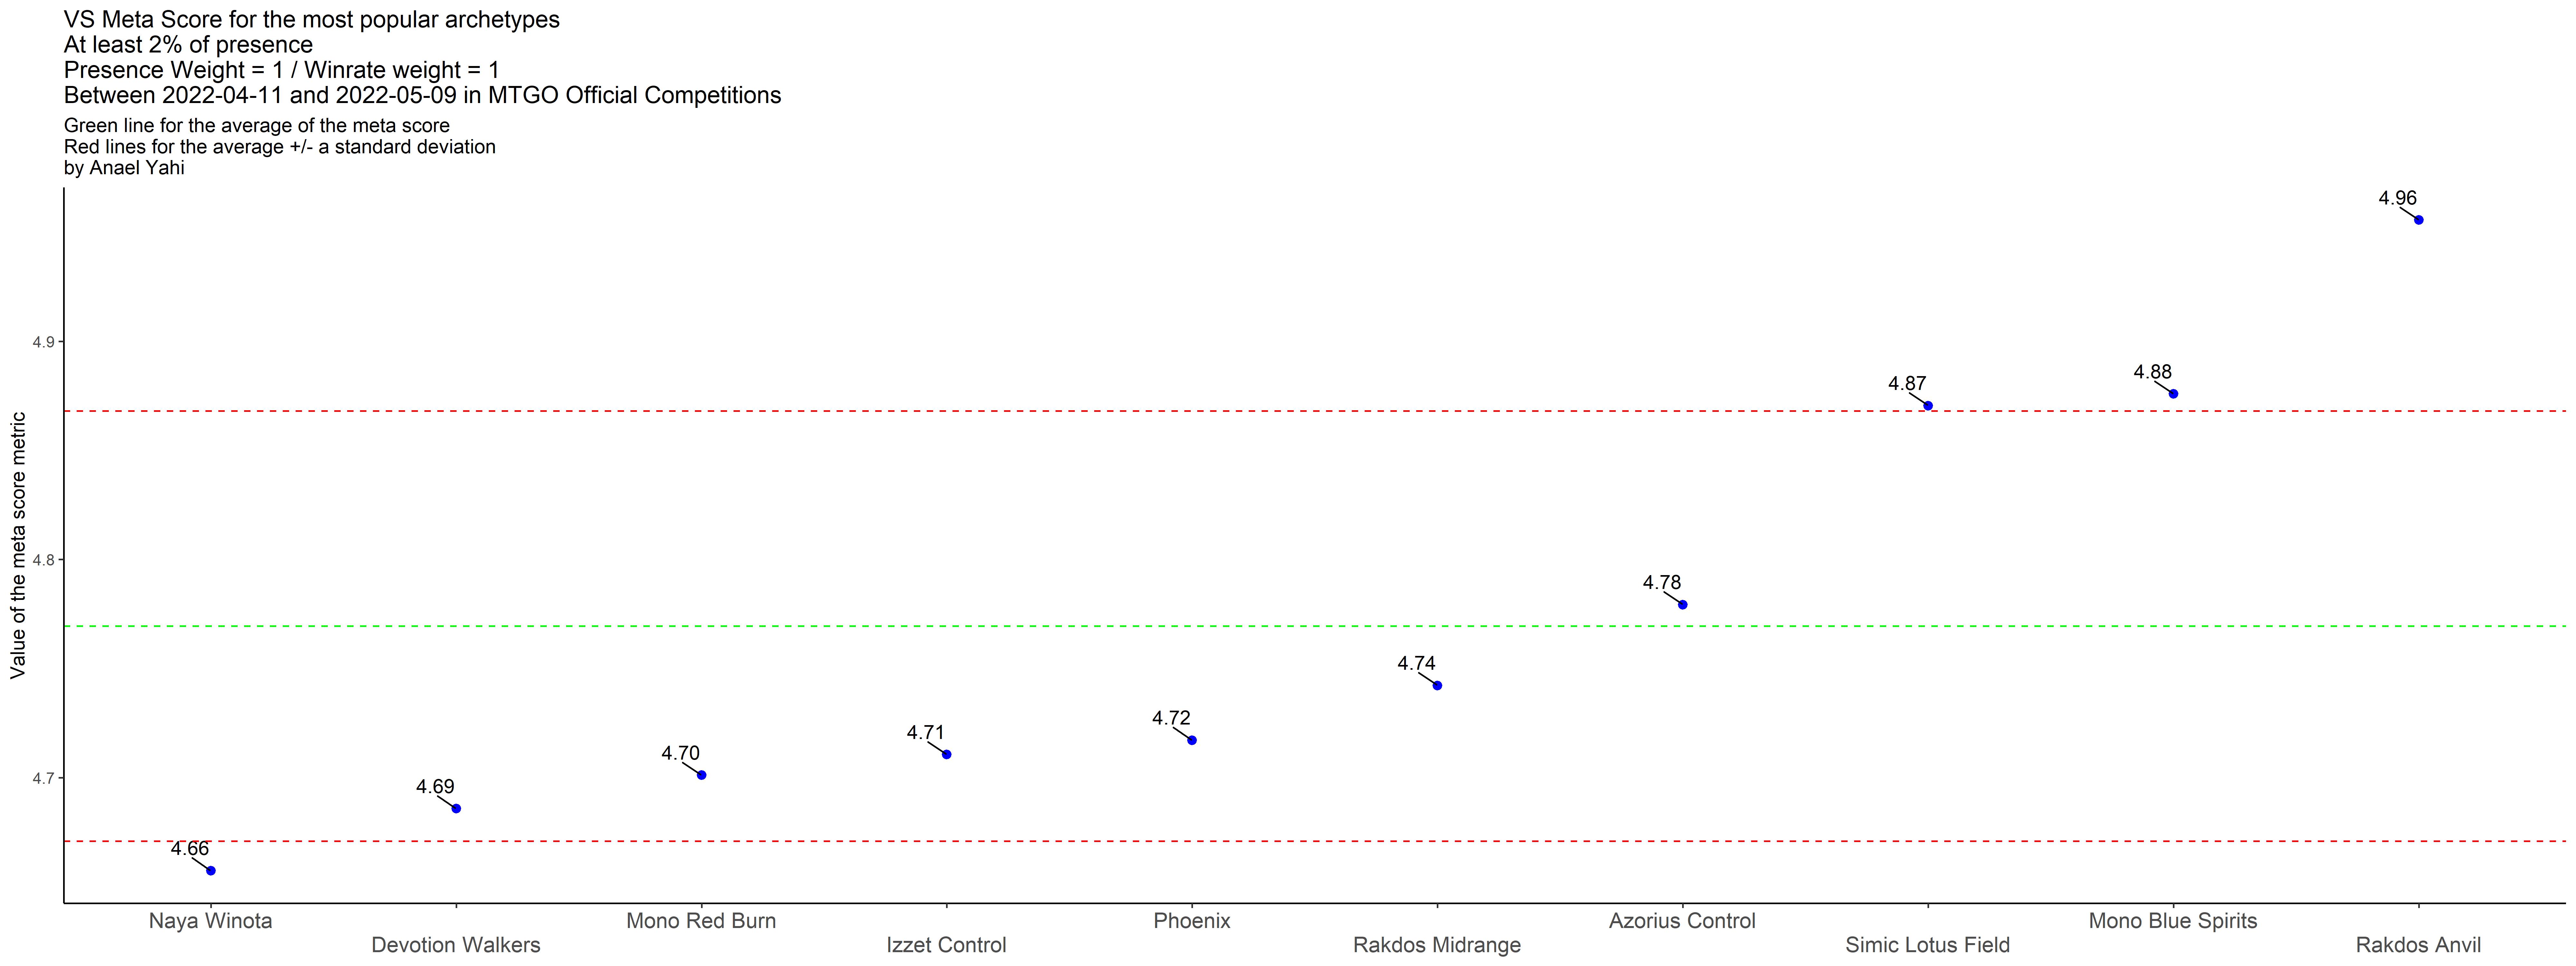 VS Meta Score for the most popular archetypes
At least 2% of presence
Presence Weight = 1 / Winrate weight = 1
Between 2022-04-11 and 2022-05-09 in MTGO Official Competitions
Green line for the average of the meta score
Red lines for the average +/- a standard deviation
by Anael Yahi
Value of the meta score metric
4.9
4.8
4.7
4.66
4.69
4.70
4.71
4.72
4.74
4.78
4.87
4.88
4.96
Naya Winota
Devotion Walkers
Mono Red Burn
Izzet Control
Phoenix
Rakdos Midrange
Azorius Control
Simic Lotus Field
Mono Blue Spirits
Rakdos Anvil